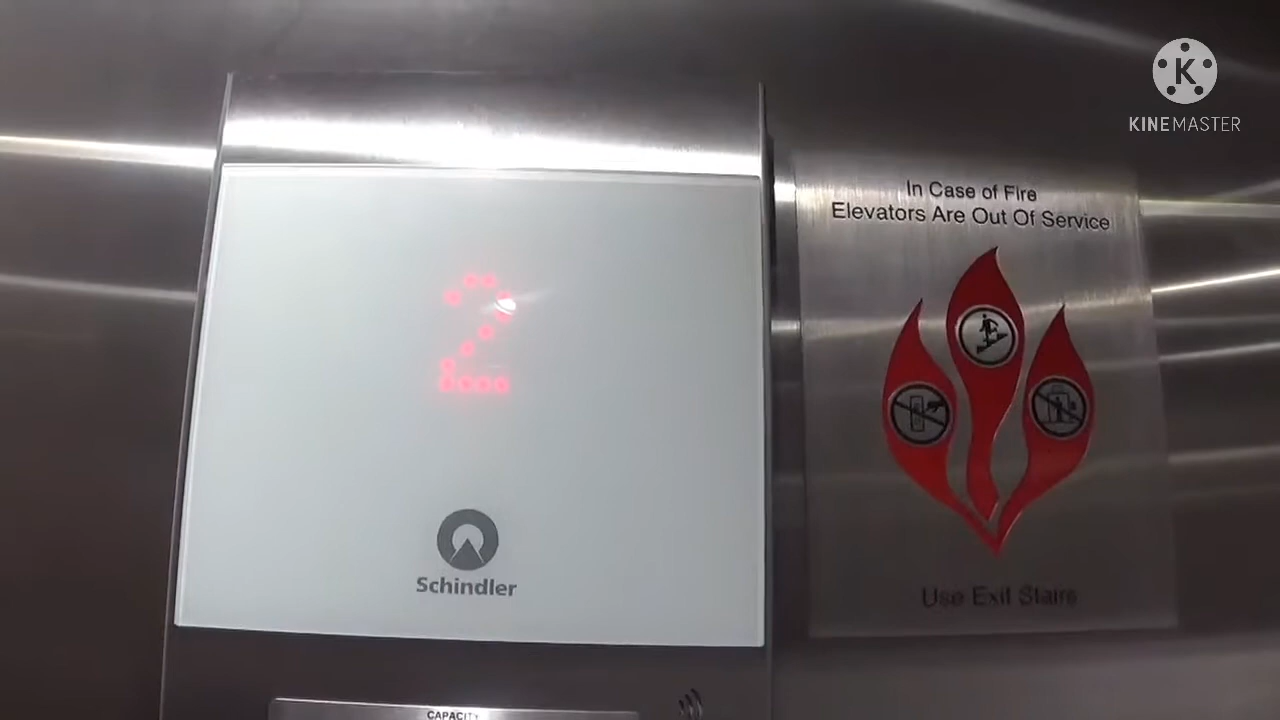 K
KINEMASTER
In Case of Fire
Elevators Are Out Of Service
2
Schindler
Use Exit Stairs
CAPACITY